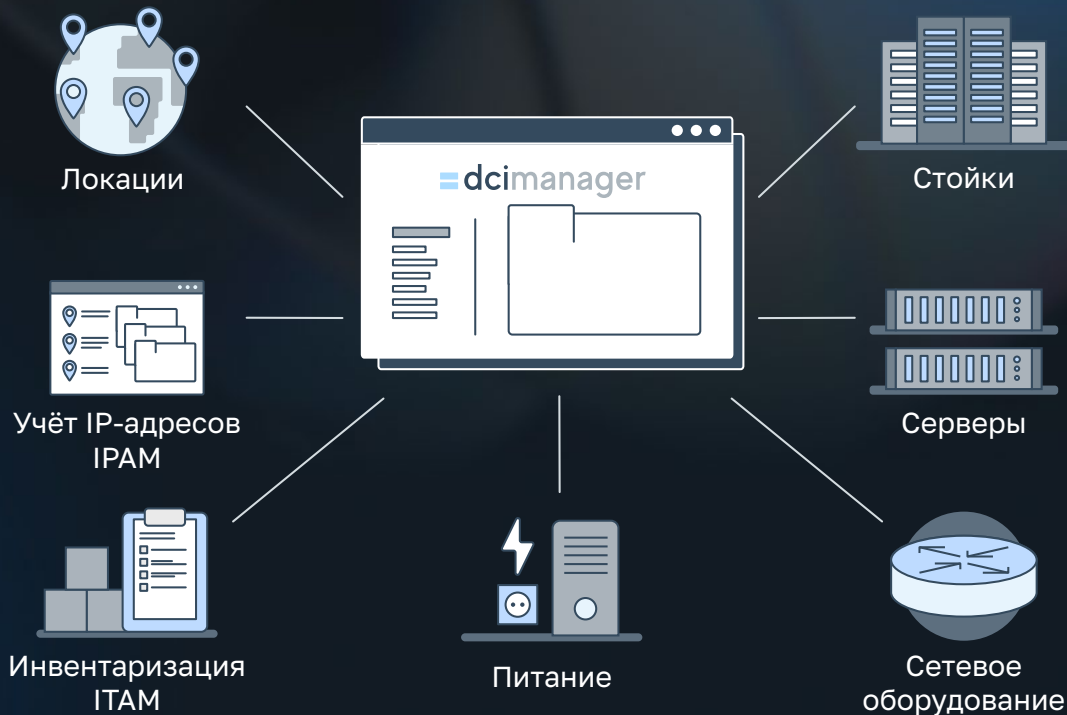 Локации
dcimanager
Стойки
Учёт IP-адресов
IPAM
Серверы
Инвентаризация
ITAM
Питание
Сетевое
оборудование